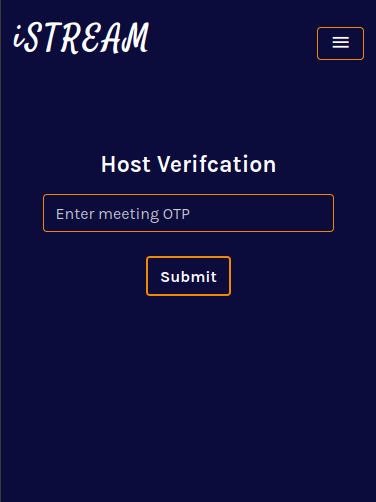 iSTREAM
Host Verifcation
Enter meeting OTP
Submit